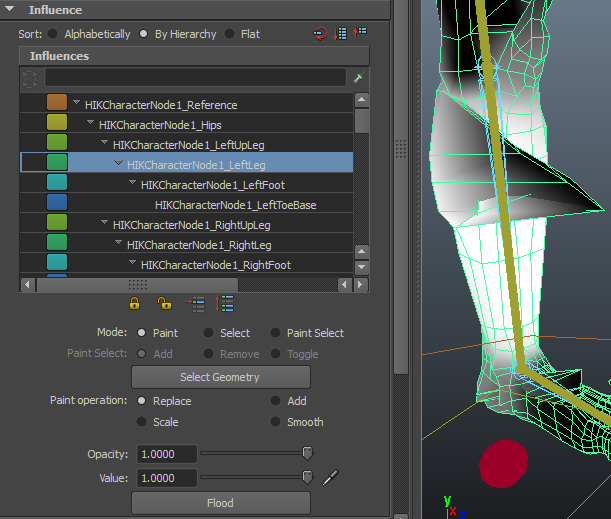 Influence
Sort: Alphabetically By Hierarchy Flat
Influences
HIKCharacterNode1_Reference
HIKCharacterNode1_Hips
HIKCharacterNode1_LeftUpLeg
HIKCharacterNode1_LeftLeg
HIKCharacterNode1_LeftFoot
HIKCharacterNode1_LeftToeBase
HIKCharacterNode1_RightUpLeg
HIKCharacterNode1_RightLeg
HIKCharacterNode1_RightFoot
Mode: Paint Select Paint Select
Paint Select: Add Remove Toggle
Select Geometry
Paint operation: Replace Add
Scale Smooth
Opacity: 1.0000
Value: 1.0000
Flood
y
x
z